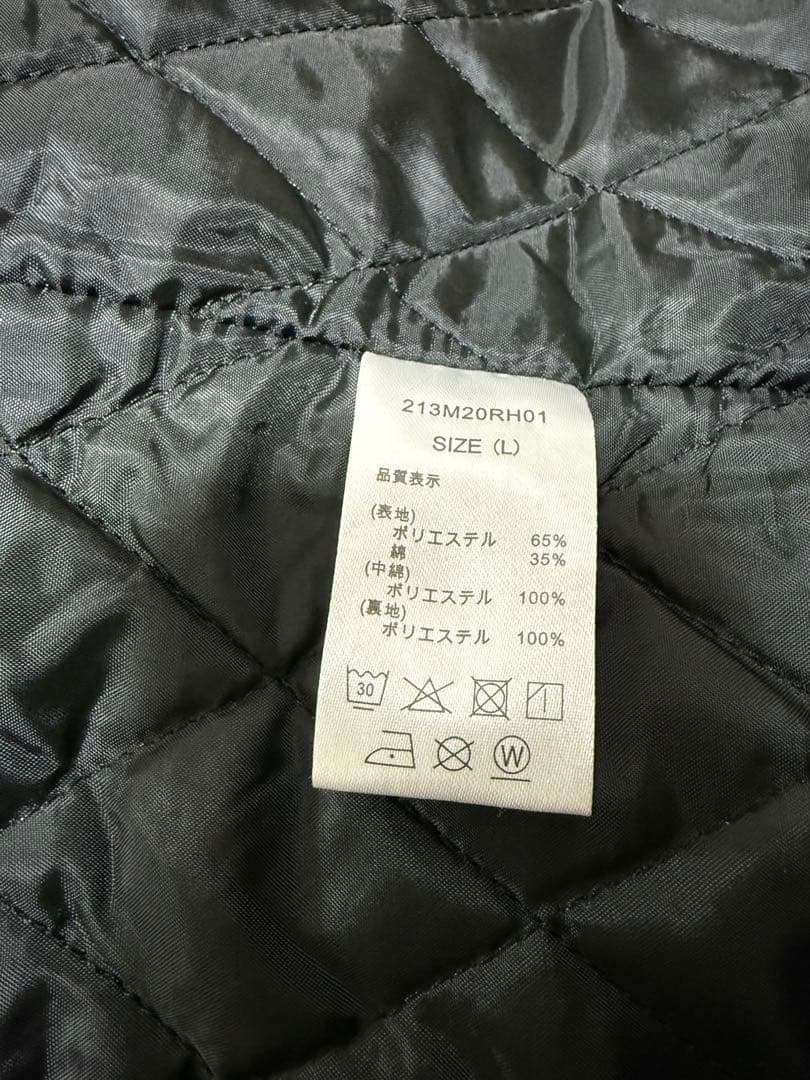 213M20RH01
SIZE (L)
品質表示
(表地)
ポリエステル 65%
綿 35%
(中綿)
ポリエステル 100%
(裏地)
ポリエステル 100%
30
W